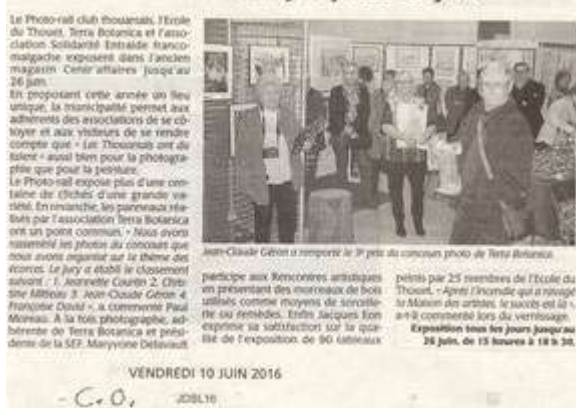 Le Photo-rail club thouarsais, l'Ecole
du Thouet, Terra Botanica et l'asso-
ciation Solidarité Entraide franco-
malgache exposent dans l'ancien
magasin Center affaires jusqu'au
26 juin.
En proposant cette année un lieu
unique, la municipalité permet aux
adhérents des associations de se cô-
toyer et aux visiteurs de se rendre
compte que « Les Thouarsais ont du
talent » aussi bien pour la photogra-
phie que pour la peinture.
Le Photo-rail expose plus d'une cen-
taine de clichés d'une grande va-
riété. En revanche, les panneaux réa-
lisés par l'association Terra Botanica
ont un point commun. « Nous avons
rassemblé les photos du concours que
nous avons organisé sur le thème des
écorces. Le jury a établi le classement
suivant : 1. Jeannette Courtin 2. Chris-
tine Mitteau 3. Jean-Claude Géron 4.
Françoise », a commenté Paul
Moreau. À la fois photographe, ad-
hérente de Terra Botanica et prési-
dente de la SEF, Maryvonne Delavault
Jean-Claude Géron a remporté le 3e prix du concours photo de Terra Botanica.
participe aux Rencontres artistiques
en présentant des morceaux de bois
utilisés comme moyens de sorcelle-
rie ou remèdes. Enfin Jacques Eon
exprime sa satisfaction sur la qua-
lité de l'exposition de 90 tableaux
peints par 25 membres de l'Ecole du
Thouet. « Après l'incendie qui a ravagé
la Maison des artistes, le succès est là »,
a-t-il commenté lors du vernissage.
Exposition tous les jours jusqu'au
26 juin, de 15 heures à 18 h 30.
VENDREDI 10 JUIN 2016
- C.O. JDSL16